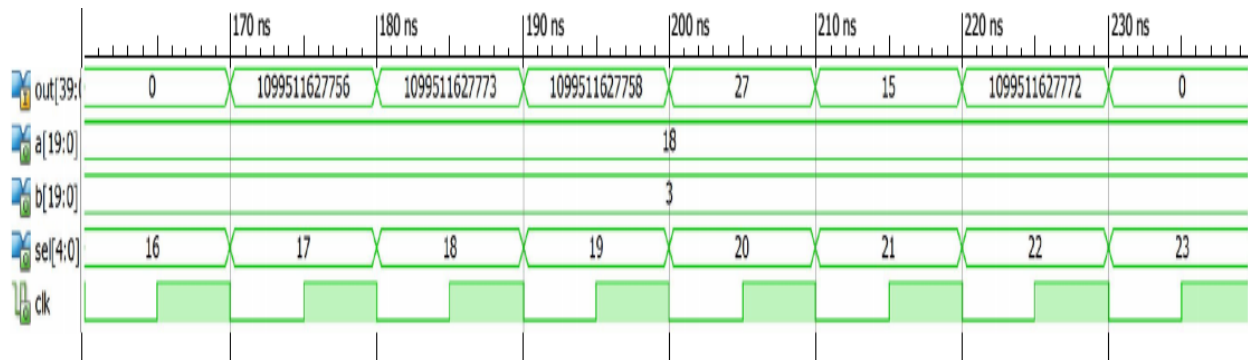 170 ns 180 ns 190 ns 200 ns 210 ns 220 ns 230 ns
out[39:0 0 1099511627756 1099511627773 1099511627758 27 15 1099511627772 0
a[19:0] 18
b[19:0] 3
sel[4:0] 16 17 18 19 20 21 22 23
clk